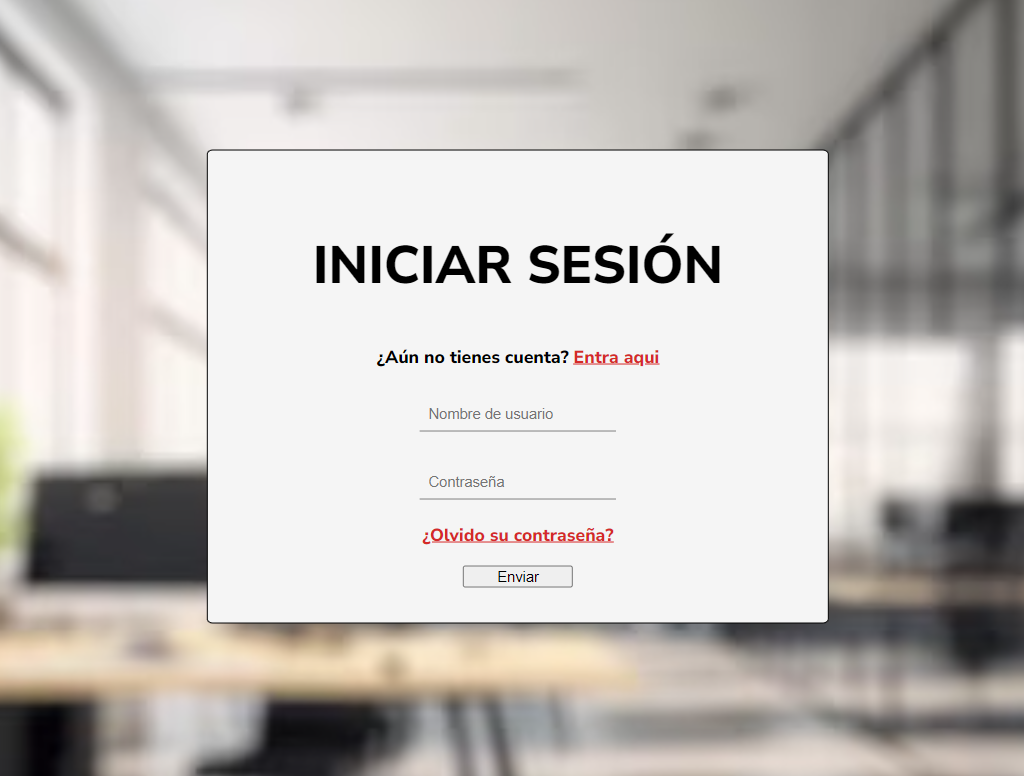 INICIAR SESIÓN
¿Aún no tienes cuenta? Entra aqui
Nombre de usuario
Contraseña
¿Olvido su contraseña?
Enviar